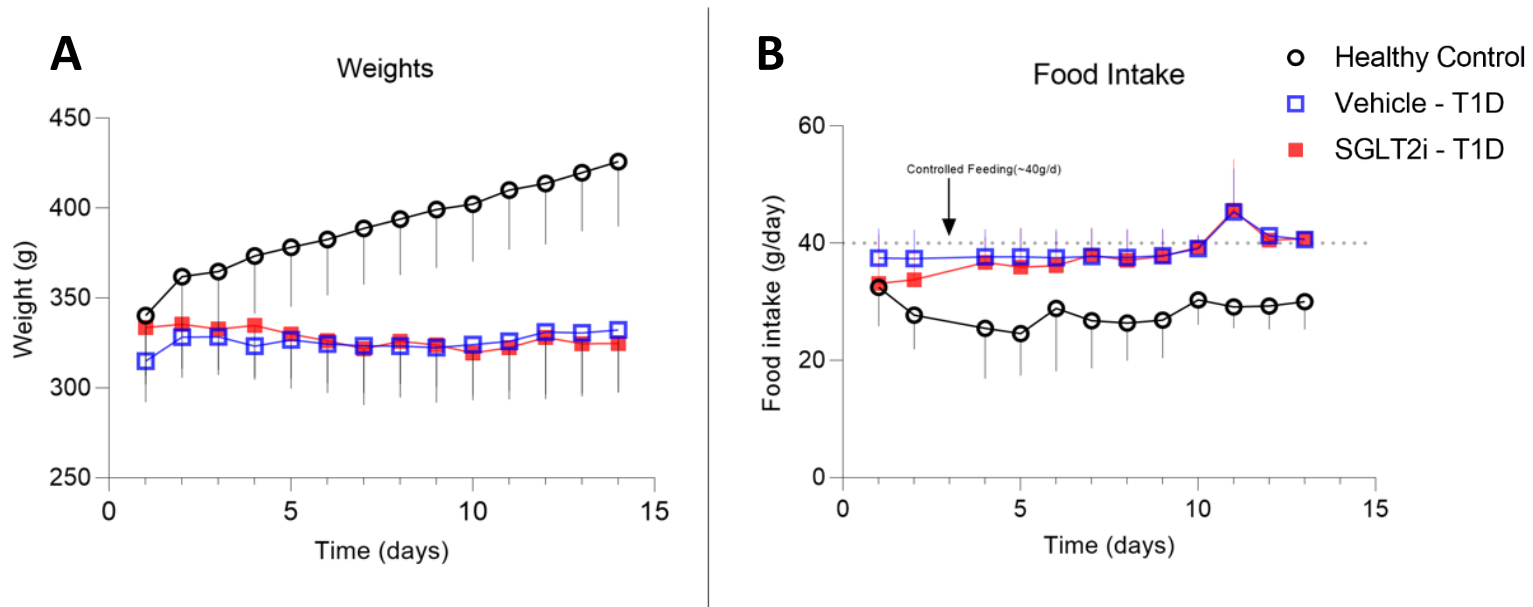 A
Weights
450
400
350
300
250
Weight (g)
0
5
10
15
Time (days)
B
Food Intake
Healthy Control
Vehicle - T1D
SGLT2i - T1D
60
40
20
0
Food intake (g/day)
Controlled Feeding(~40g/d)
0
5
10
15
Time (days)